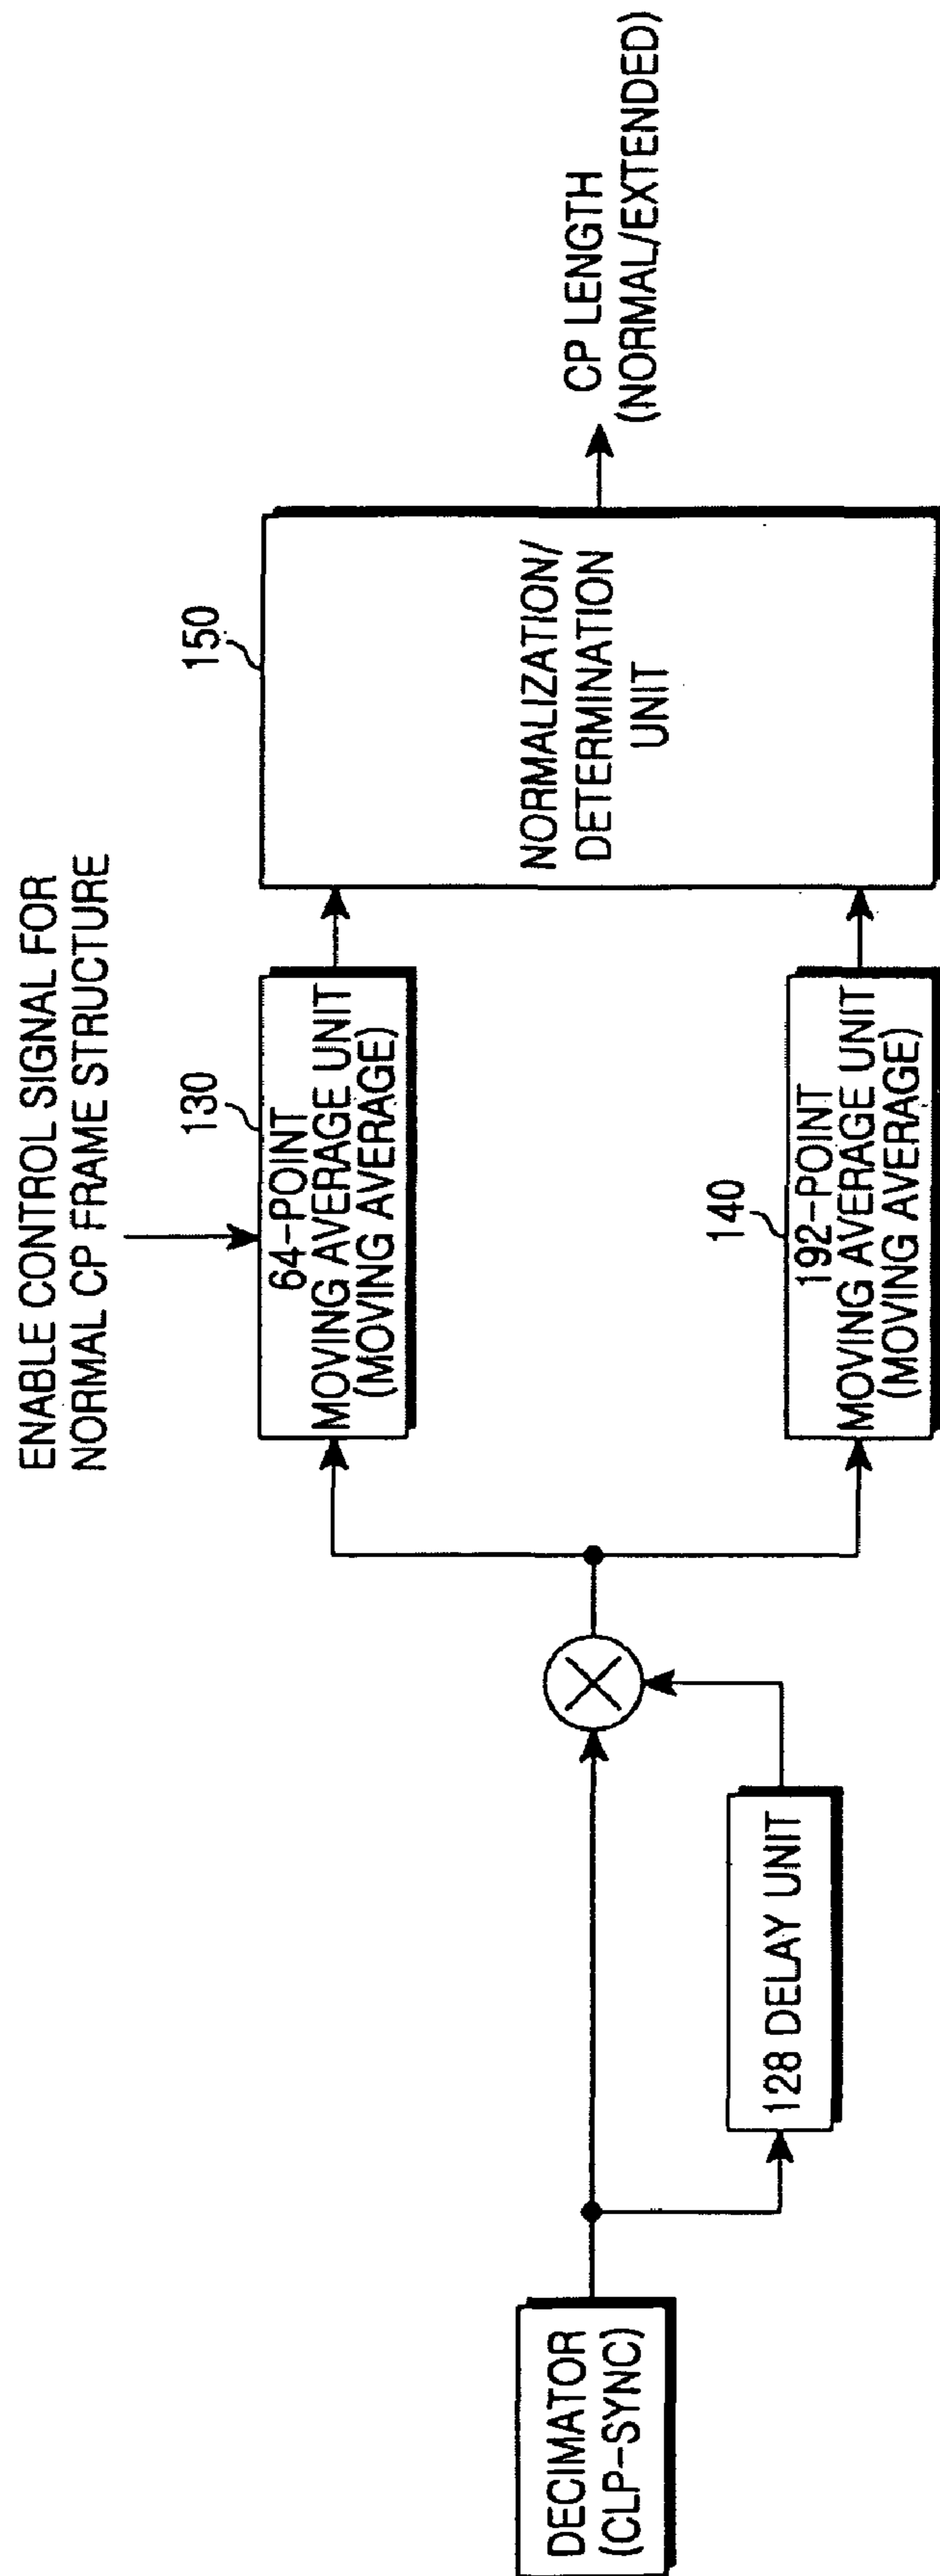 DECIMATOR
(CLP-SYNC)
128 DELAY UNIT
ENABLE CONTROL SIGNAL FOR
NORMAL CP FRAME STRUCTURE
130
64-POINT
MOVING AVERAGE UNIT
(MOVING AVERAGE)
140
192-POINT
MOVING AVERAGE UNIT
(MOVING AVERAGE)
150
NORMALIZATION/
DETERMINATION
UNIT
CP LENGTH
(NORMAL/EXTENDED)